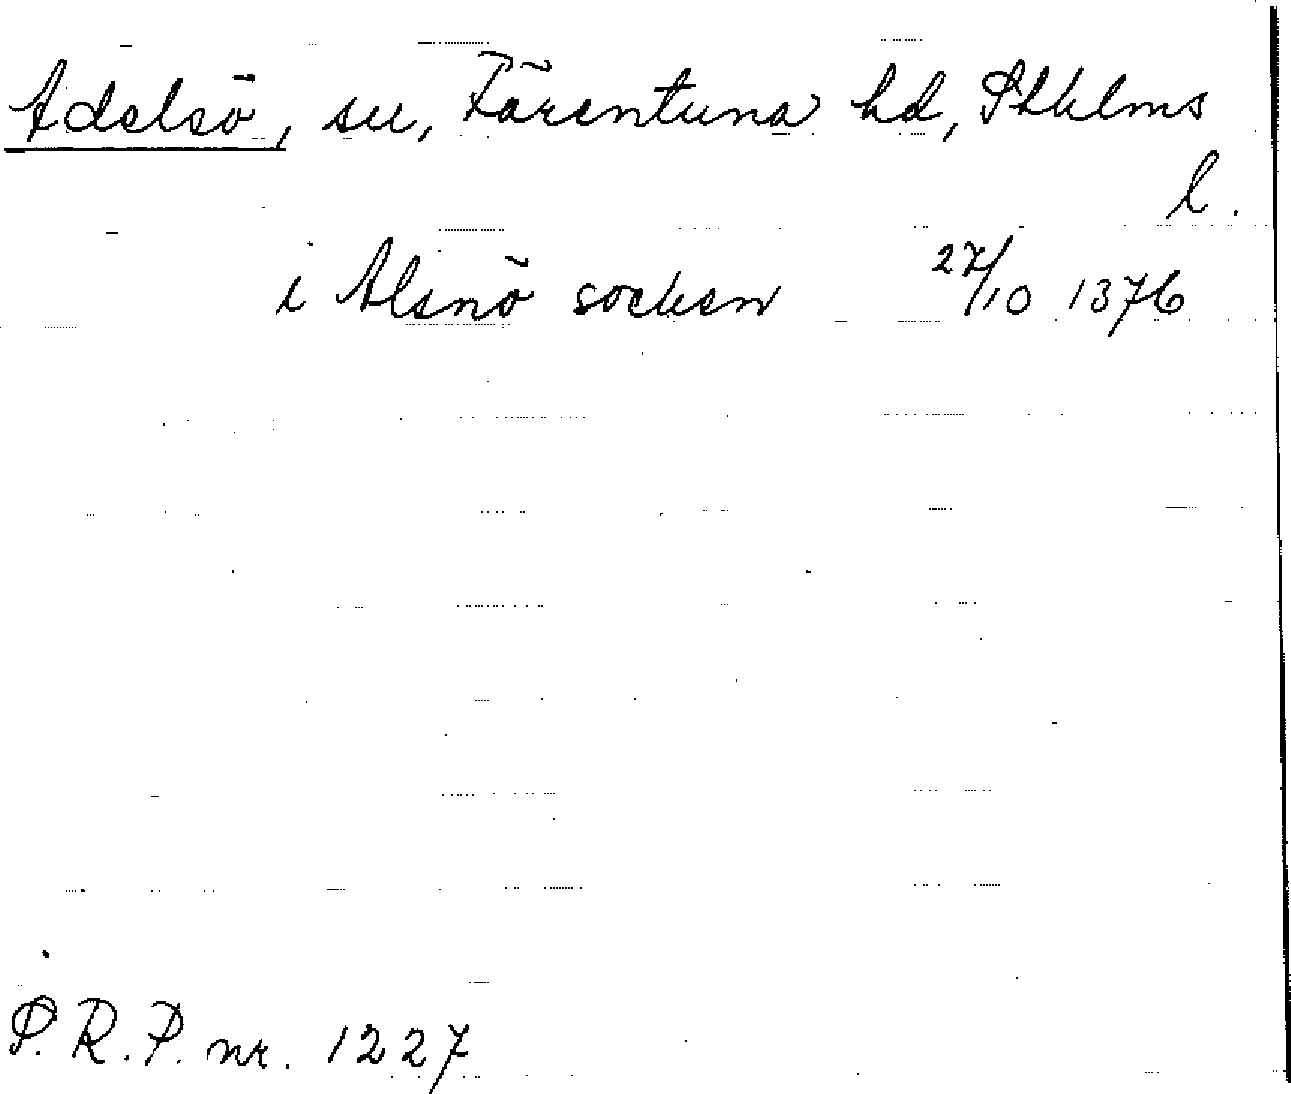 Adelsö, sn, Färentuna hd, Sthlms
l.
i Alsnö socken 27/10 1376
S.R.P. nr. 1227